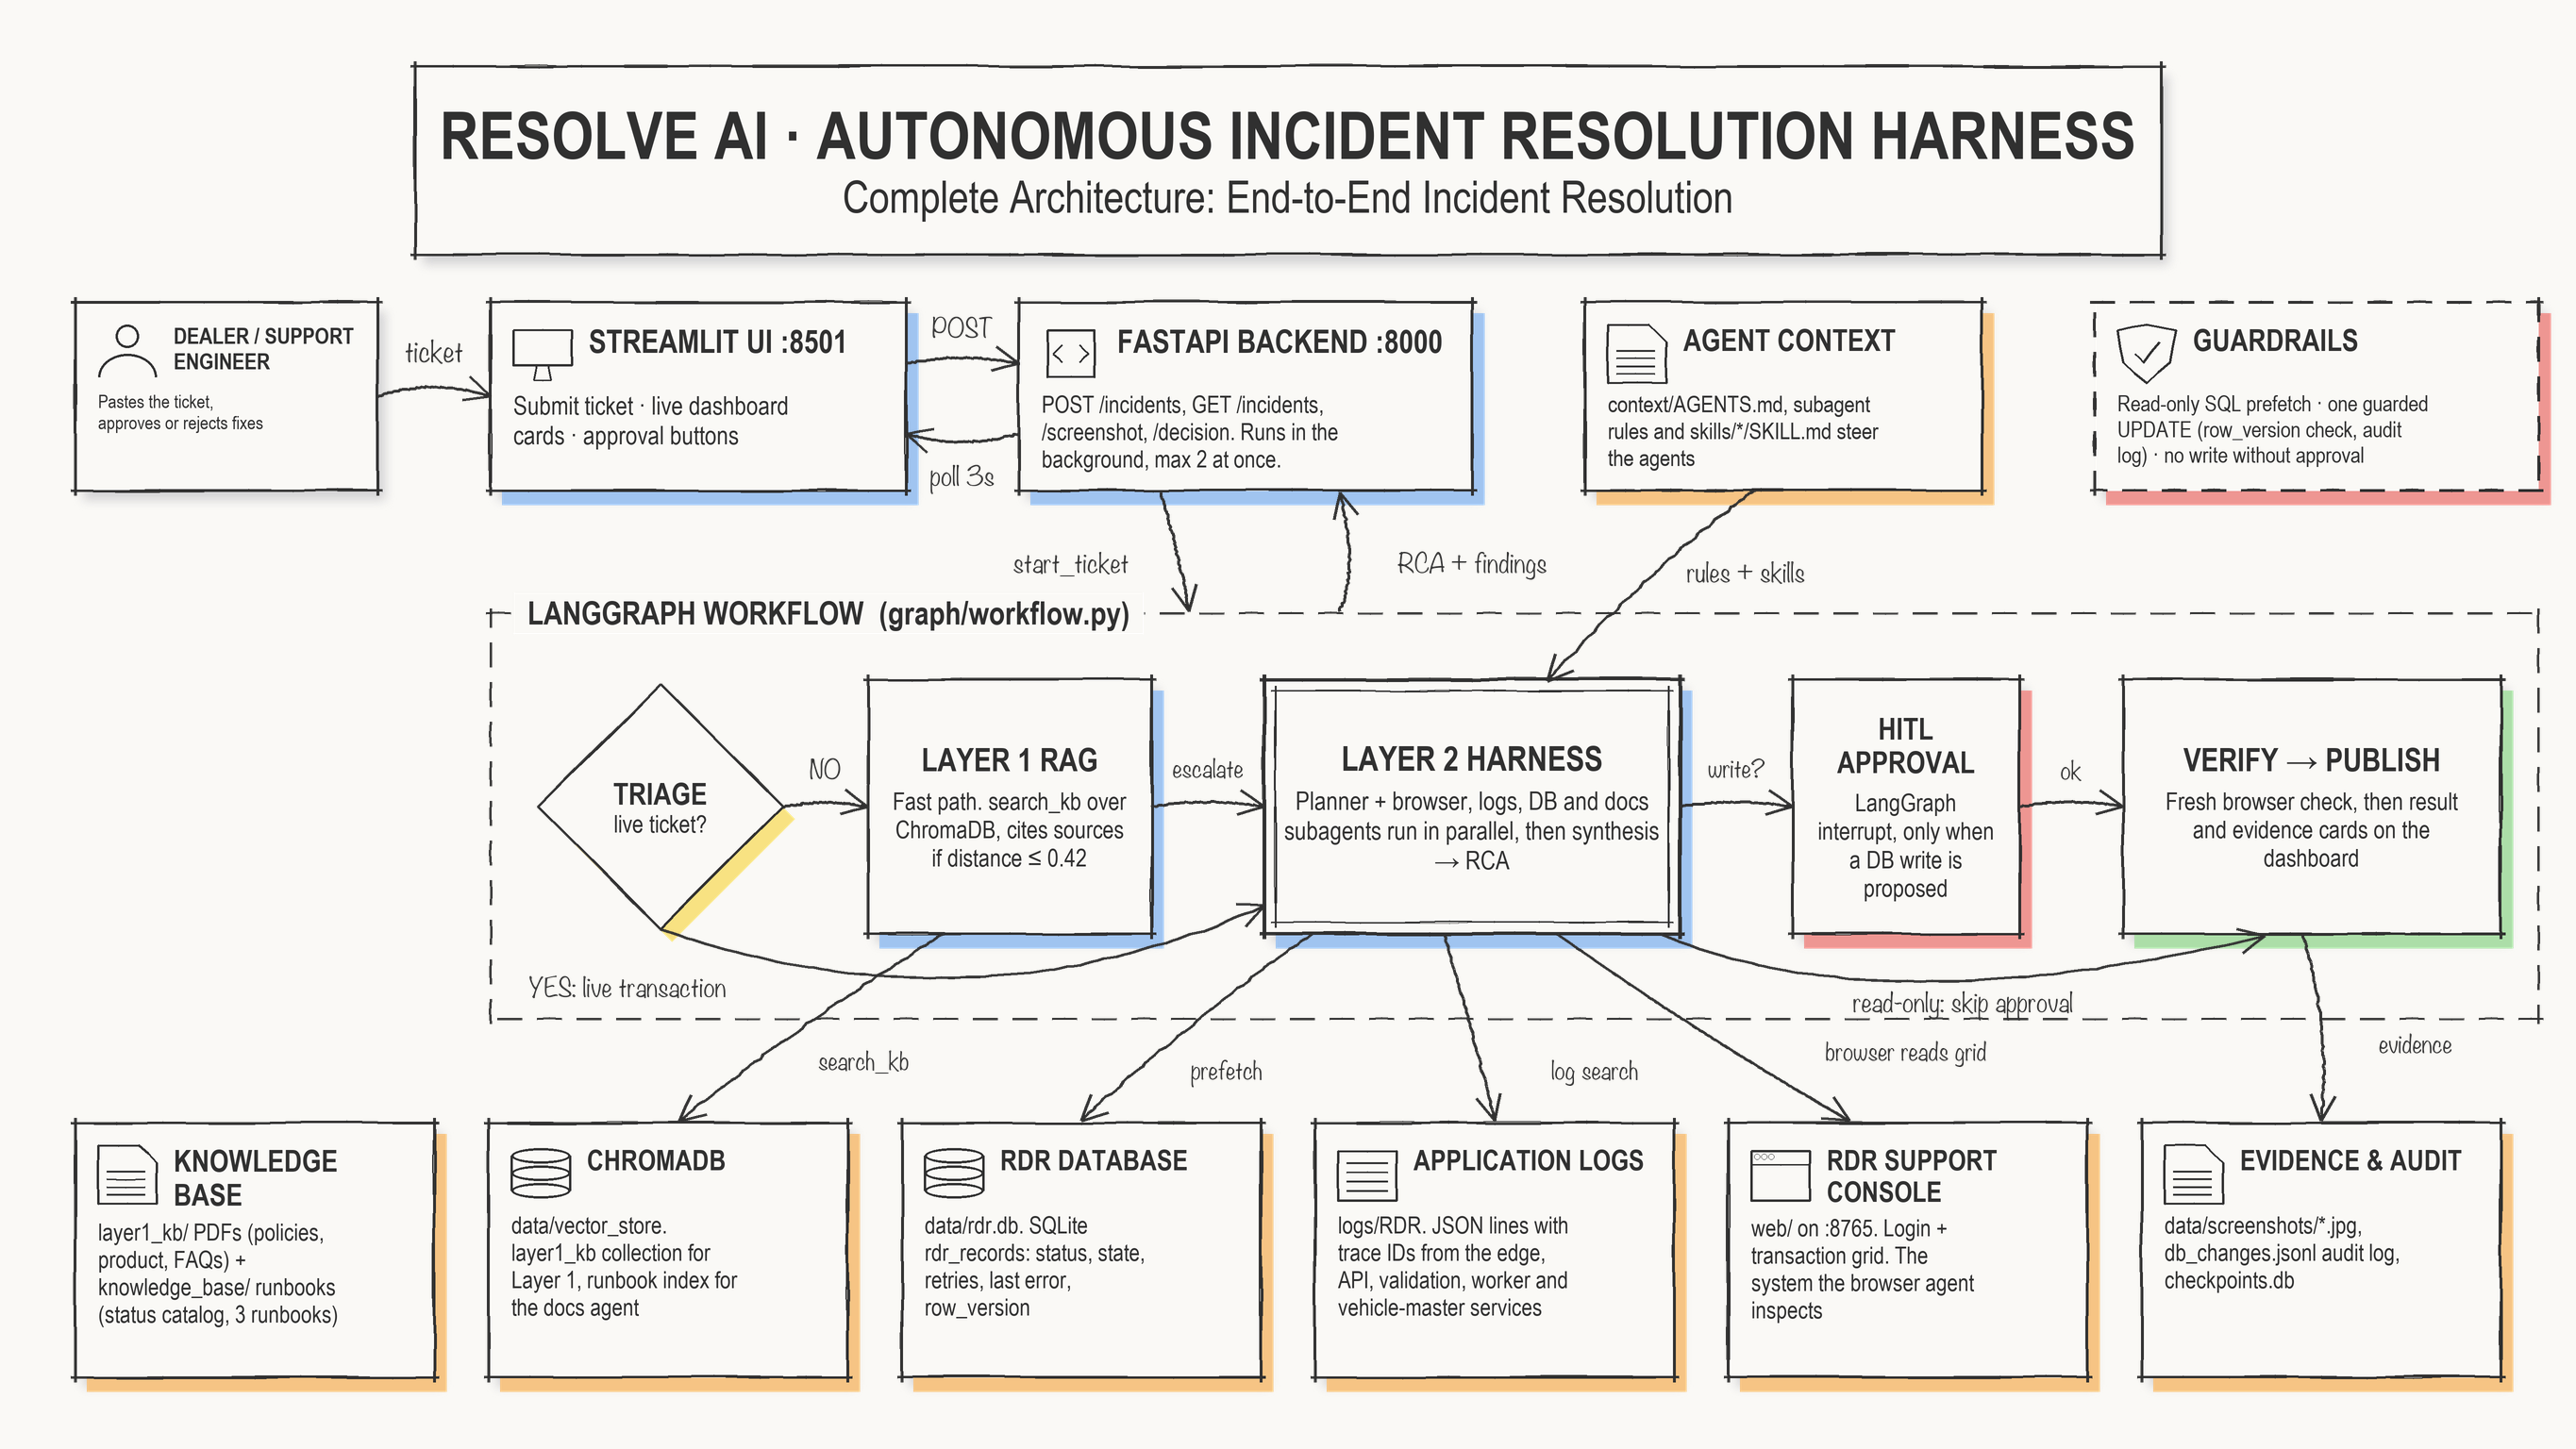 RESOLVE AI · AUTONOMOUS INCIDENT RESOLUTION HARNESS
Complete Architecture: End-to-End Incident Resolution
DEALER / SUPPORT
ENGINEER
Pastes the ticket,
approves or rejects fixes
ticket
STREAMLIT UI :8501
Submit ticket · live dashboard
cards · approval buttons
POST
poll 3s
FASTAPI BACKEND :8000
POST /incidents, GET /incidents,
/screenshot, /decision. Runs in the
background, max 2 at once.
AGENT CONTEXT
context/AGENTS.md, subagent
rules and skills/*/SKILL.md steer
the agents
GUARDRAILS
Read-only SQL prefetch · one guarded
UPDATE (row_version check, audit
log) · no write without approval
start_ticket
RCA + findings
rules + skills
LANGGRAPH WORKFLOW (graph/workflow.py)
TRIAGE
live ticket?
NO
LAYER 1 RAG
Fast path. search_kb over
ChromaDB, cites sources
if distance ≤ 0.42
escalate
LAYER 2 HARNESS
Planner + browser, logs, DB and docs
subagents run in parallel, then synthesis
→ RCA
write?
HITL
APPROVAL
LangGraph
interrupt, only when
a DB write is
proposed
ok
VERIFY → PUBLISH
Fresh browser check, then result
and evidence cards on the
dashboard
YES: live transaction
read-only: skip approval
search_kb
prefetch
log search
browser reads grid
evidence
KNOWLEDGE
BASE
layer1_kb/ PDFs (policies,
product, FAQs) +
knowledge_base/ runbooks
(status catalog, 3 runbooks)
CHROMADB
data/vector_store.
layer1_kb collection for
Layer 1, runbook index for
the docs agent
RDR DATABASE
data/rdr.db. SQLite
rdr_records: status, state,
retries, last error,
row_version
APPLICATION LOGS
logs/RDR. JSON lines with
trace IDs from the edge,
API, validation, worker and
vehicle-master services
RDR SUPPORT
CONSOLE
web/ on :8765. Login +
transaction grid. The
system the browser agent
inspects
EVIDENCE & AUDIT
data/screenshots/*.jpg,
db_changes.jsonl audit log,
checkpoints.db